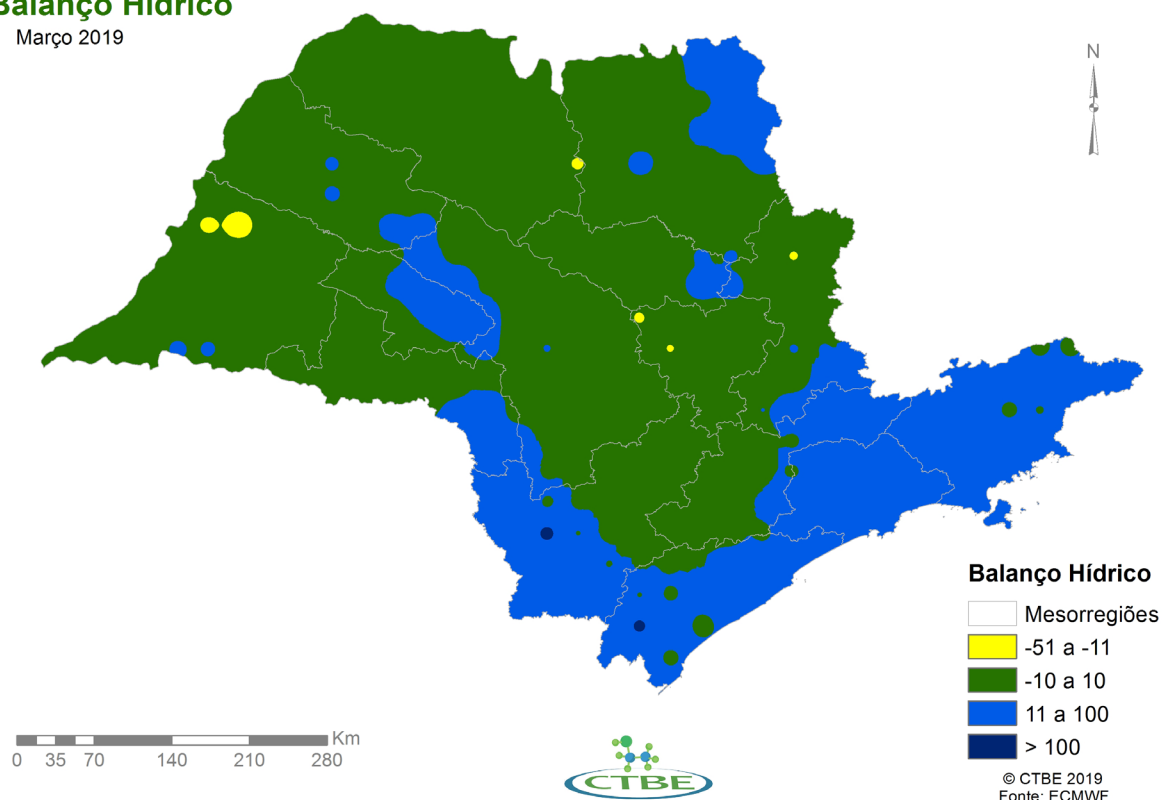 Balanço Hídrico
Março 2019
N
Balanço Hídrico
Mesorregiões
-51 a -11
-10 a 10
11 a 100
> 100
Km
0 35 70 140 210 280
CTBE
© CTBE 2019
Fonte: ECMWF